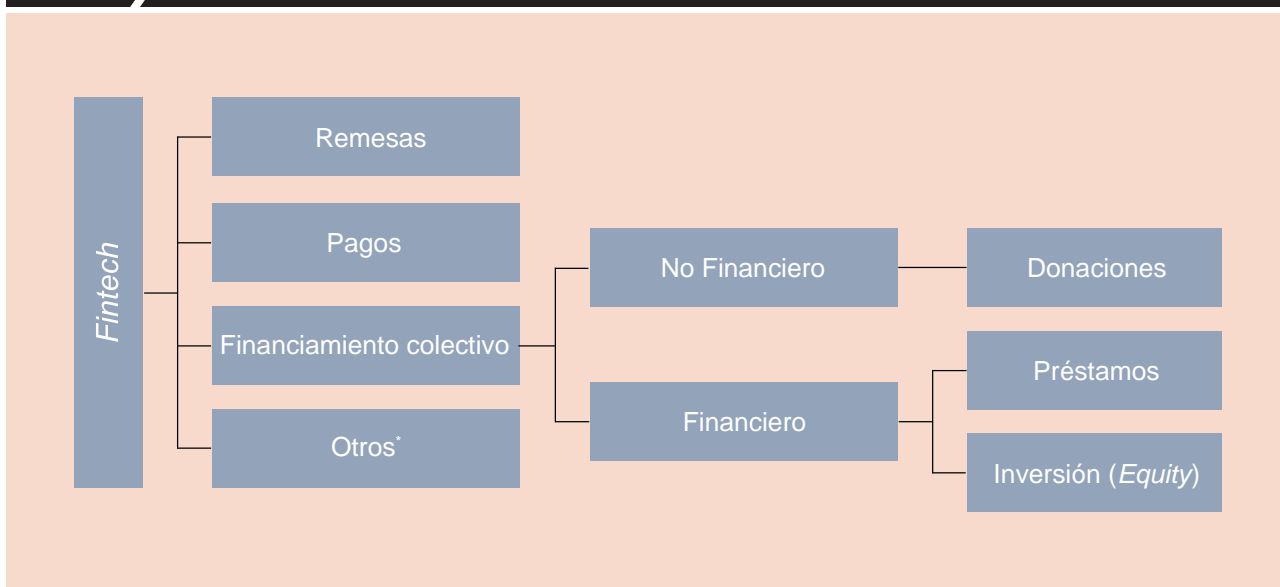 Fintech
Remesas
Pagos
Financiamiento colectivo
Otros*
No Financiero
Financiero
Donaciones
Préstamos
Inversión (Equity)